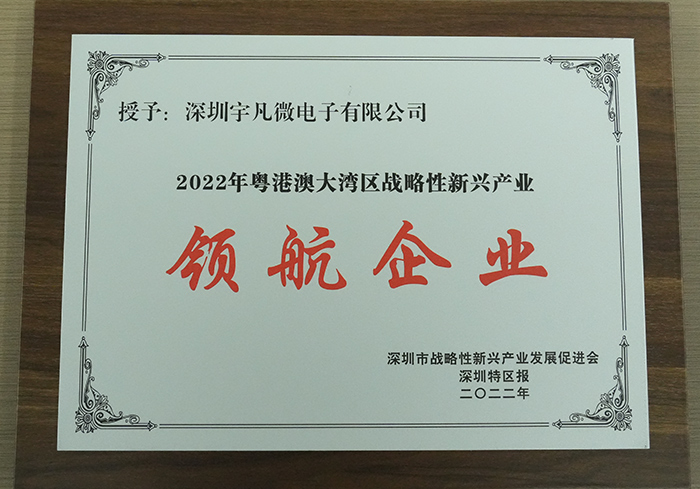 授予：深圳宇凡微电子有限公司
2022年粤港澳大湾区战略性新兴产业
领航企业
深圳市战略性新兴产业发展促进会
深圳特区报
二〇二二年